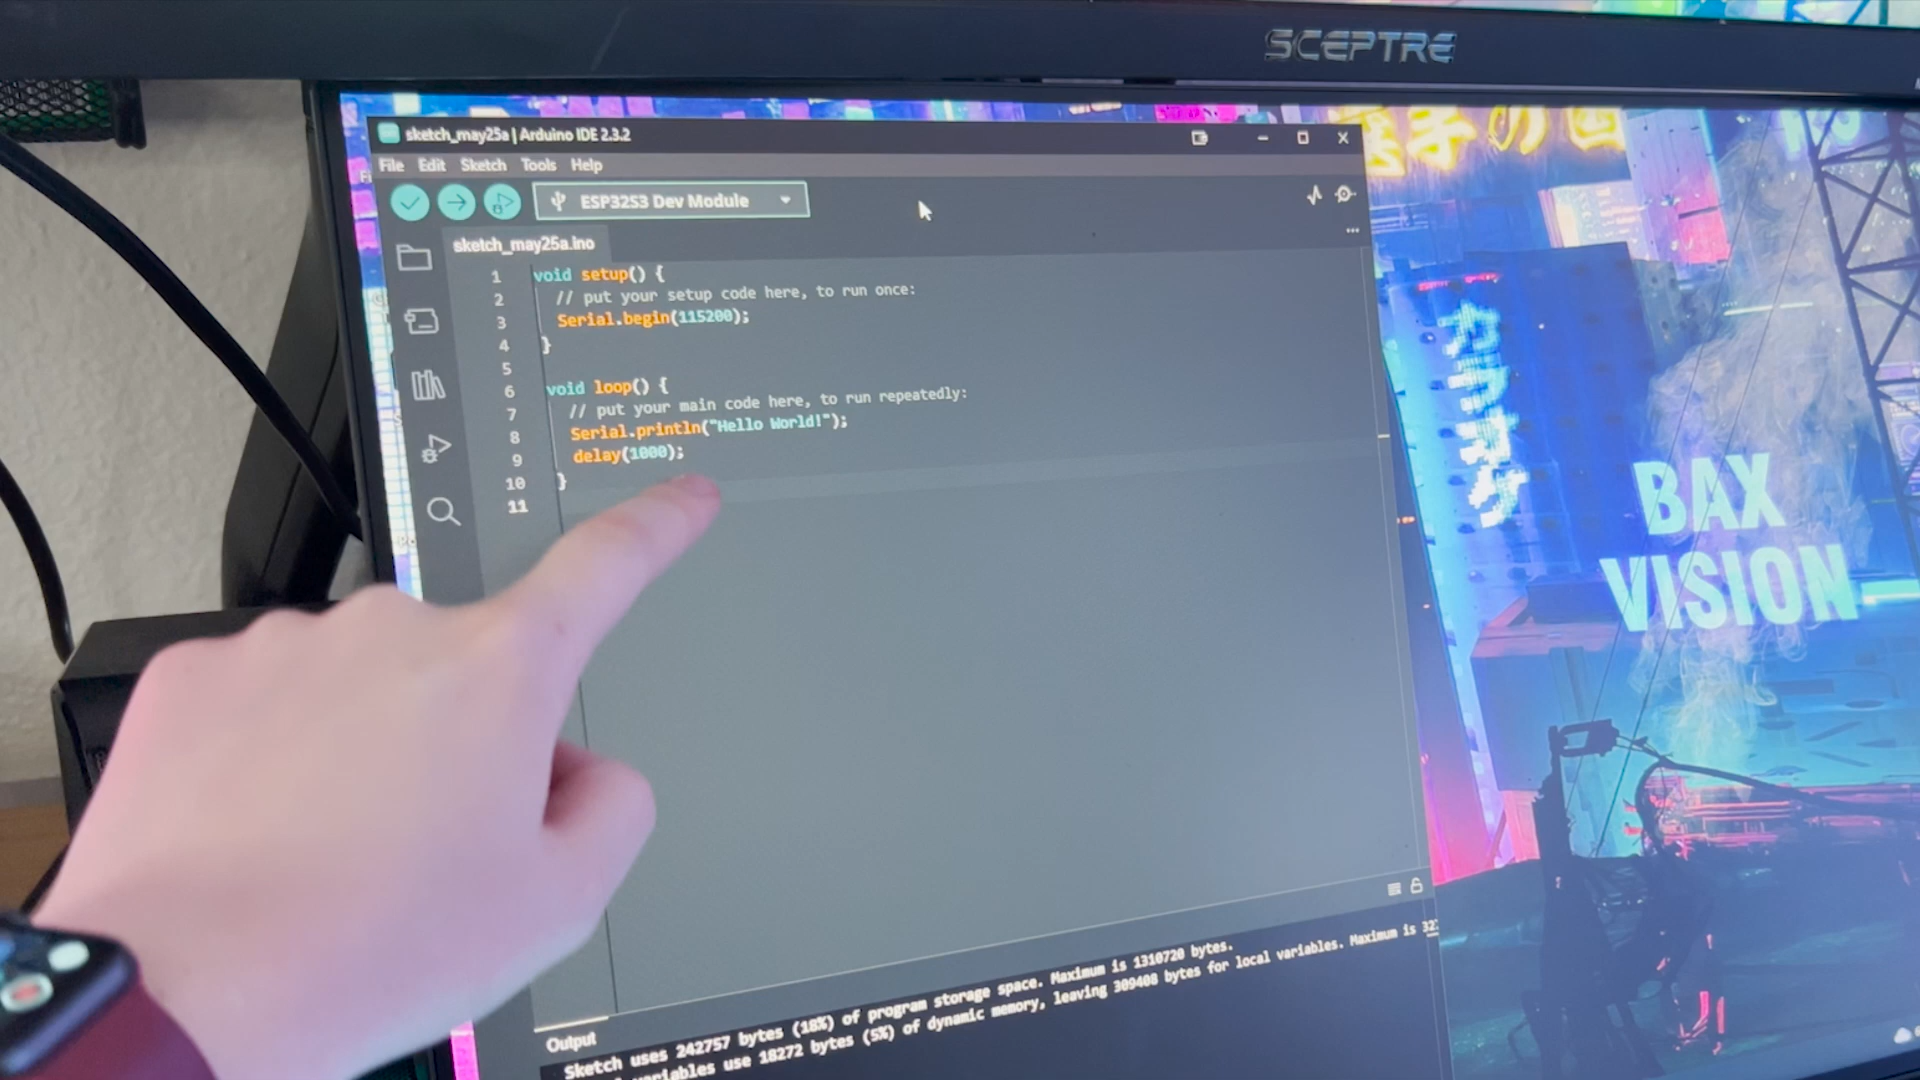 SCEPTRE
sketch_may25a | Arduino IDE 2.3.2
File Edit Sketch Tools Help
ESP32S3 Dev Module
sketch_may25a.ino
1 void setup() {
2 // put your setup code here, to run once:
3 Serial.begin(115200);
4 }
5
6 void loop() {
7 // put your main code here, to run repeatedly:
8 Serial.println("Hello World!");
9 delay(1000);
10 }
11
BAX
VISION
Output
Sketch uses 242757 bytes (18%) of program storage space. Maximum is 1310720 bytes.
variables use 18272 bytes (5%) of dynamic memory, leaving 309408 bytes for local variables. Maximum is 32